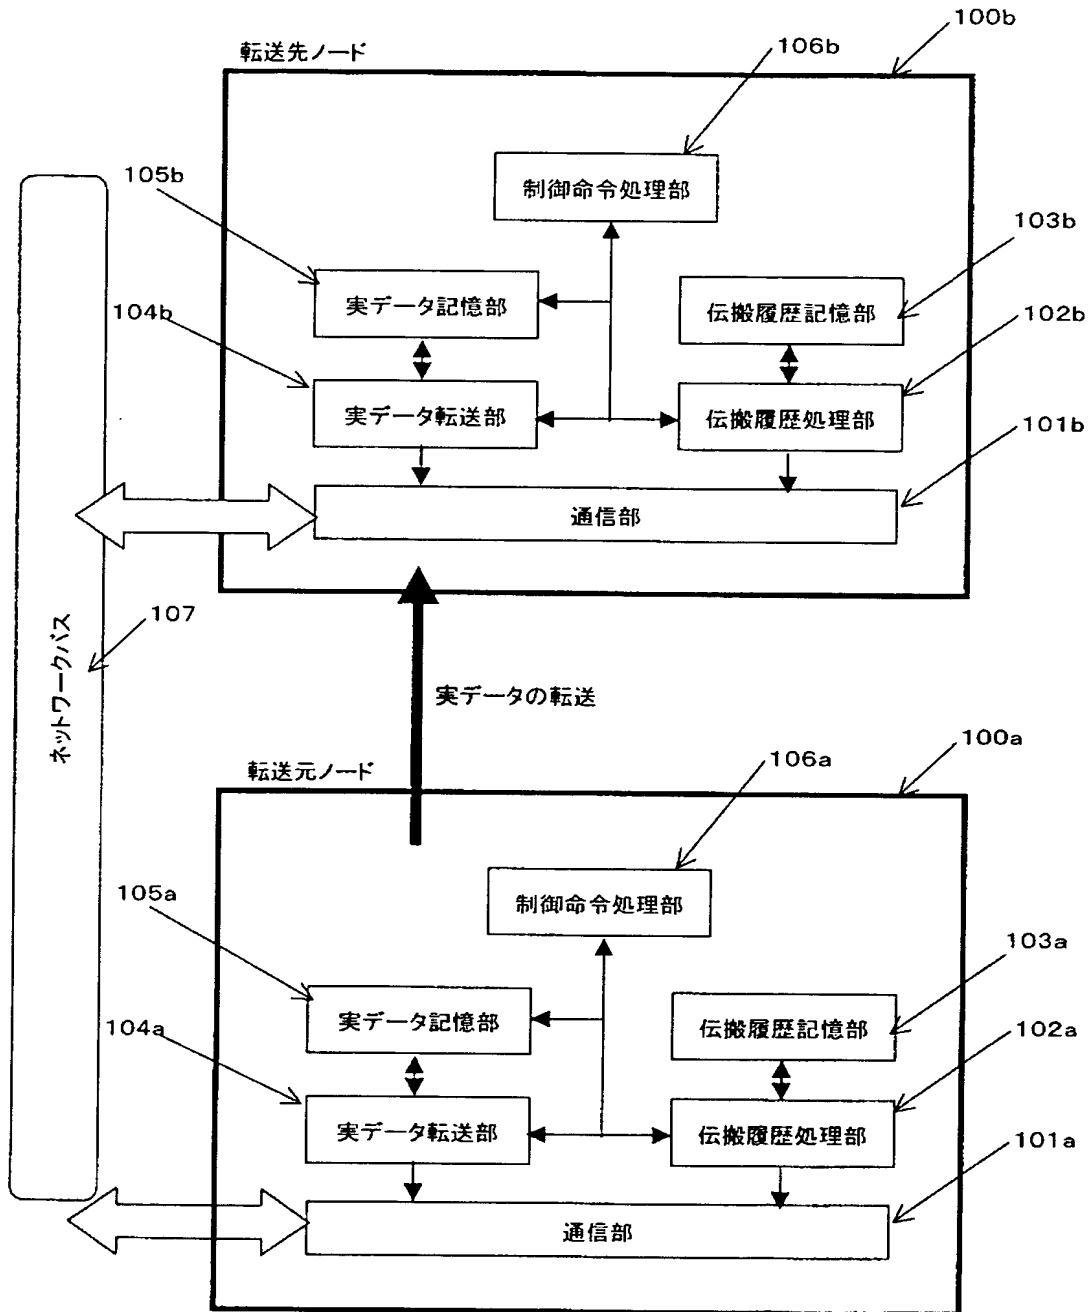 100b
転送先ノード
106b
105b
制御命令処理部
103b
実データ記憶部
伝搬履歴記憶部
104b
102b
実データ転送部
伝搬履歴処理部
101b
通信部
107
ネットワークバス
実データの転送
100a
転送元ノード
106a
105a
制御命令処理部
103a
実データ記憶部
伝搬履歴記憶部
104a
102a
実データ転送部
伝搬履歴処理部
101a
通信部